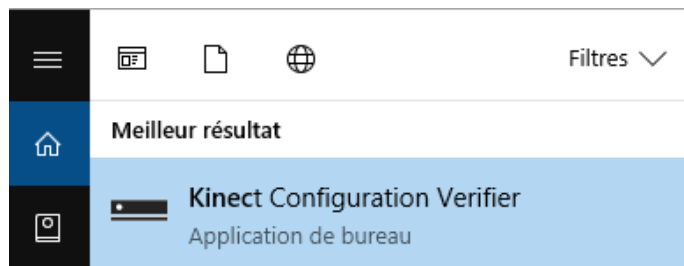 Filtres
Meilleur résultat
Kinect Configuration Verifier
Application de bureau